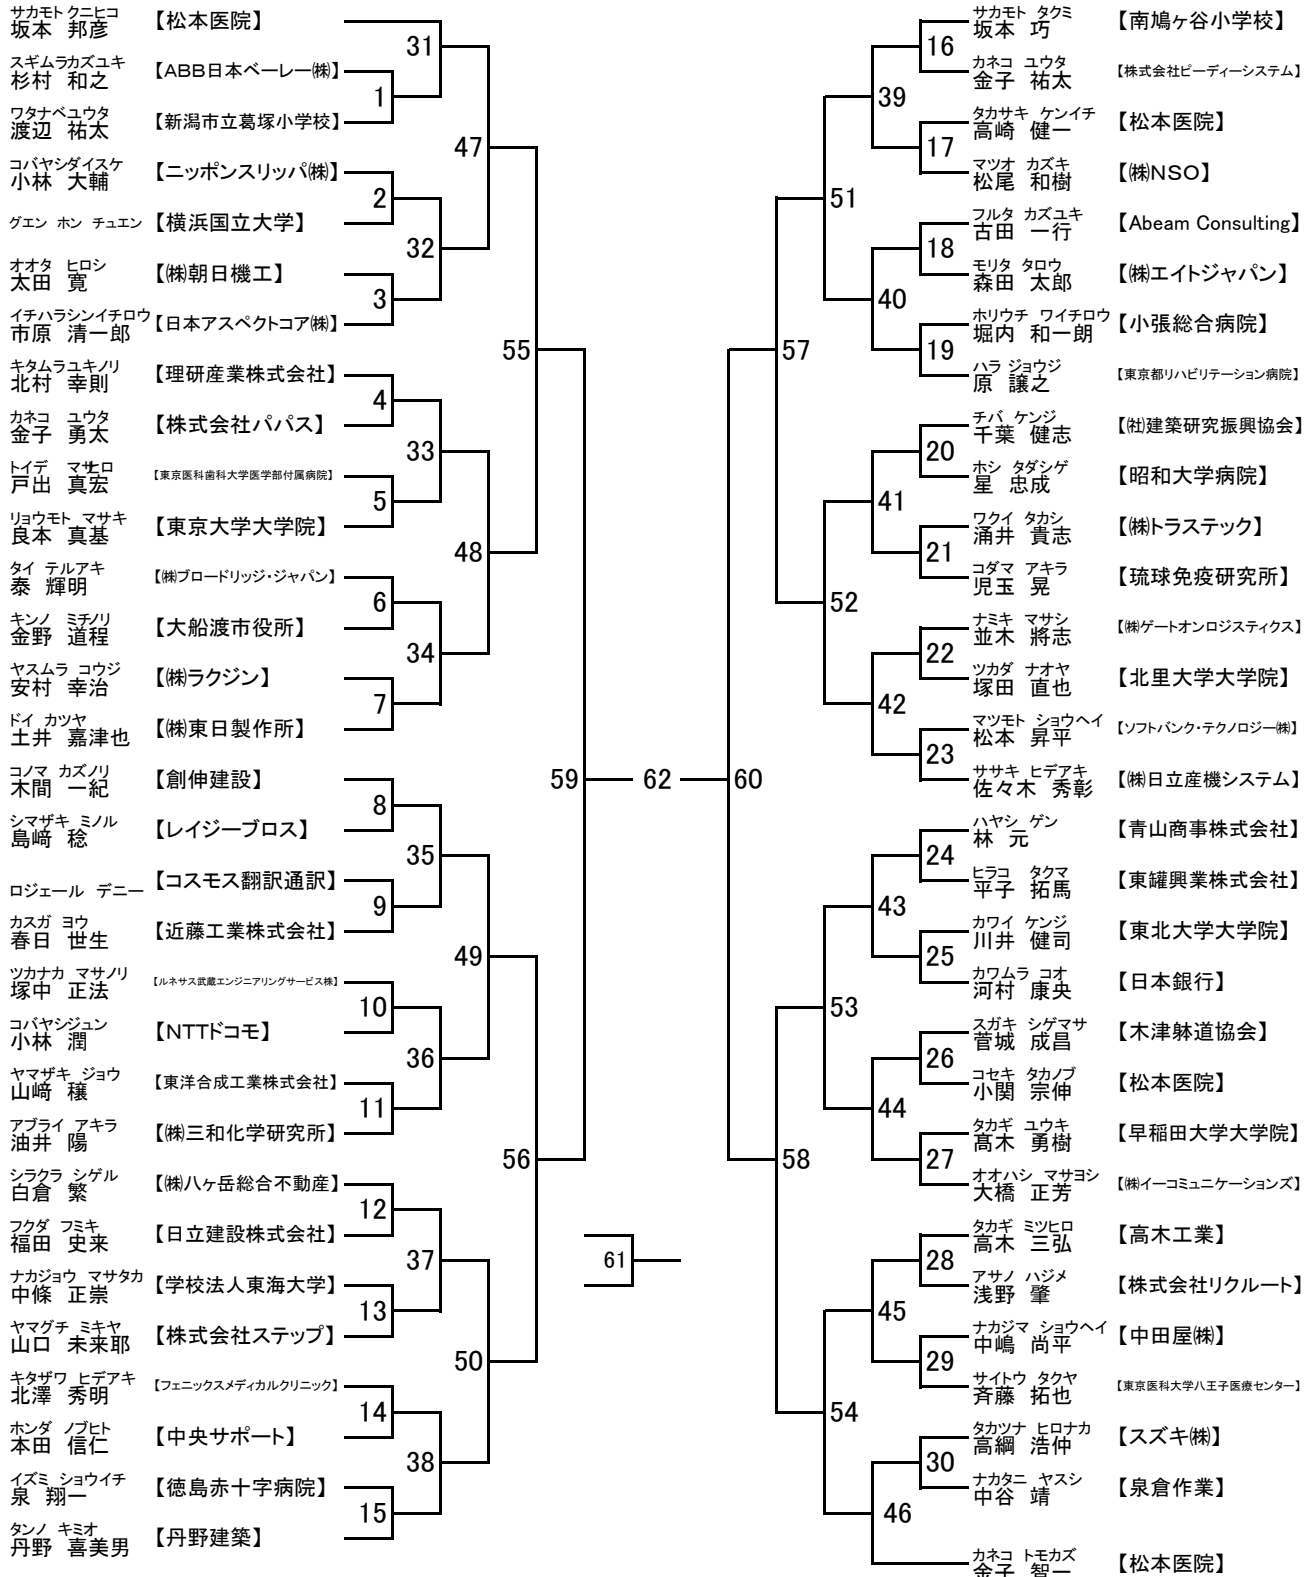 サカモト クニヒコ
坂本 邦彦 【松本医院】
スギムラカズユキ
杉村 和之 【ABB日本ベーレー㈱】
ワタナベユウタ
渡辺 祐太 【新潟市立葛塚小学校】
コバヤシダイスケ
小林 大輔 【ニッポンスリッパ㈱】
グエン ホン チュエン 【横浜国立大学】
オオタ ヒロシ
太田 寛 【㈱朝日機工】
イチハラシンイチロウ
市原 清一郎 【日本アスペクトコア㈱】
キタムラユキノリ
北村 幸則 【理研産業株式会社】
カネコ ユウタ
金子 勇太 【株式会社パパス】
トイデ マサヒロ
戸出 真宏 【東京医科歯科大学医学部付属病院】
リョウモト マサキ
良本 真基 【東京大学大学院】
タイ テルアキ
泰 輝明 【㈱ブロードリッジ・ジャパン】
キンノ ミチノリ
金野 道程 【大船渡市役所】
ヤスムラ コウジ
安村 幸治 【㈱ラクジン】
ドイ カツヤ
土井 嘉津也 【㈱東日製作所】
コノマ カズノリ
木間 一紀 【創伸建設】
シマザキ ミノル
島﨑 稔 【レイジーブロス】
ロジェール デニー 【コスモス翻訳通訳】
カスガ ヨウ
春日 世生 【近藤工業株式会社】
ツカナカ マサノリ
塚中 正法 【ルネサス武蔵エンジニアリングサービス株】
コバヤシジュン
小林 潤 【NTTドコモ】
ヤマザキ ジョウ
山﨑 穣 【東洋合成工業株式会社】
アブライ アキラ
油井 陽 【㈱三和化学研究所】
シラクラ シゲル
白倉 繁 【㈱八ヶ岳総合不動産】
フクダ フミキ
福田 史来 【日立建設株式会社】
ナカジョウ マサタカ
中條 正崇 【学校法人東海大学】
ヤマグチ ミキヤ
山口 未来耶 【株式会社ステップ】
キタザワ ヒデアキ
北澤 秀明 【フェニックスメディカルクリニック】
ホンダ ノブヒト
本田 信仁 【中央サポート】
イズミ ショウイチ
泉 翔一 【徳島赤十字病院】
タンノ キミオ
丹野 喜美男 【丹野建築】
1
2
3
4
5
6
7
8
9
10
11
12
13
14
15
31
32
33
34
35
36
37
38
47
48
49
50
55
56
59
62
61
60
57
58
51
52
53
54
39
40
41
42
43
44
45
46
16
17
18
19
20
21
22
23
24
25
26
27
28
29
30
サカモト タクミ
坂本 巧 【南鳩ヶ谷小学校】
カネコ ユウタ
金子 祐太 【株式会社ピーディーシステム】
タカサキ ケンイチ
高崎 健一 【松本医院】
マツオ カズキ
松尾 和樹 【㈱NSO】
フルタ カズユキ
古田 一行 【Abeam Consulting】
モリタ タロウ
森田 太郎 【㈱エイトジャパン】
ホリウチ ワイチロウ
堀内 和一朗 【小張総合病院】
ハラ ジョウジ
原 譲之 【東京都リハビリテーション病院】
チバ ケンジ
千葉 健志 【㈳建築研究振興協会】
ホシ タダシゲ
星 忠成 【昭和大学病院】
ワクイ タカシ
涌井 貴志 【㈱トラステック】
コダマ アキラ
児玉 晃 【琉球免疫研究所】
ナミキ マサシ
並木 將志 【㈱ゲートオンロジスティクス】
ツカダ ナオヤ
塚田 直也 【北里大学大学院】
マツモト ショウヘイ
松本 昇平 【ソフトバンク・テクノロジー㈱】
ササキ ヒデアキ
佐々木 秀彰 【㈱日立産機システム】
ハヤシ ゲン
林 元 【青山商事株式会社】
ヒラコ タクマ
平子 拓馬 【東罐興業株式会社】
カワイ ケンジ
川井 健司 【東北大学大学院】
カワムラ コオ
河村 康央 【日本銀行】
スガキ シゲマサ
菅城 成昌 【木津躰道協会】
コセキ タカノブ
小関 宗伸 【松本医院】
タカギ ユウキ
髙木 勇樹 【早稲田大学大学院】
オオハシ マサヨシ
大橋 正芳 【㈱イーコミュニケーションズ】
タカギ ミツヒロ
高木 三弘 【高木工業】
アサノ ハジメ
浅野 肇 【株式会社リクルート】
ナカジマ ショウヘイ
中嶋 尚平 【中田屋㈱】
サイトウ タクヤ
斉藤 拓也 【東京医科大学八王子医療センター】
タカツナ ヒロナカ
高綱 浩仲 【スズキ㈱】
ナカタニ ヤスシ
中谷 靖 【泉倉作業】
カネコ トモカズ
金子 智一 【松本医院】